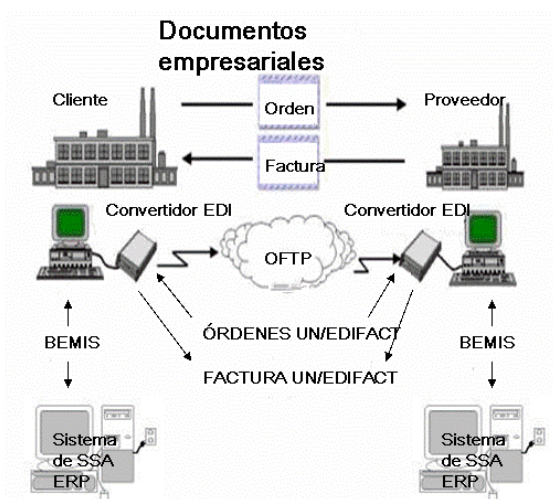 Documentos
empresariales
Cliente
Orden
Proveedor
Factura
Convertidor EDI
Convertidor EDI
OFTP
ÓRDENES UN/EDIFACT
BEMIS
BEMIS
FACTURA UN/EDIFACT
Sistema
de SSA
ERP
Sistema
de SSA
ERP